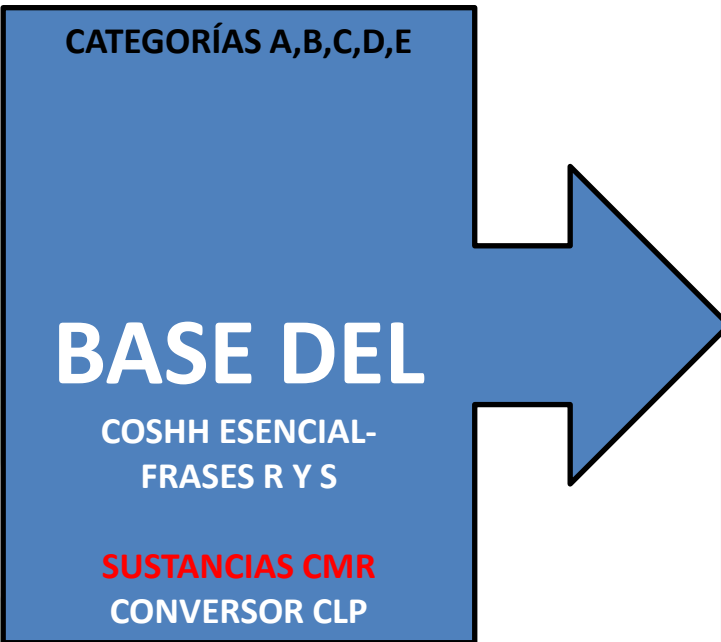 CATEGORÍAS A,B,C,D,E
BASE DEL
COSHH ESENCIAL-
FRASES R Y S
SUSTANCIAS CMR
CONVERSOR CLP